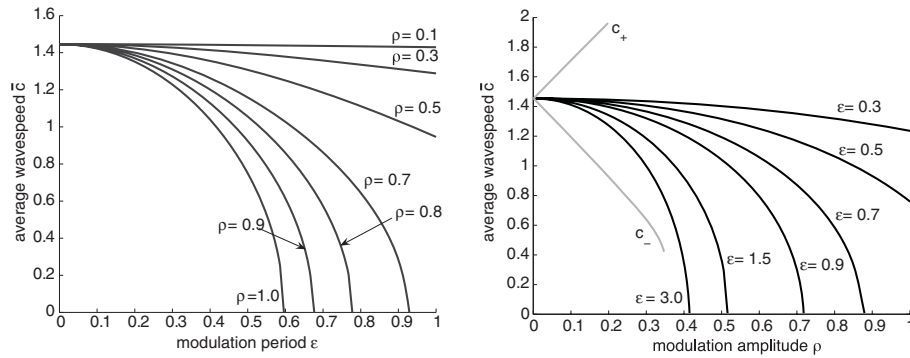 average wavespeed c̄
1.6
1.4
1.2
1
0.8
0.6
0.4
0.2
0
ρ= 0.1
ρ= 0.3
ρ= 0.5
ρ= 0.7
ρ= 0.8
ρ= 0.9
ρ=1.0
0 0.1 0.2 0.3 0.4 0.5 0.6 0.7 0.8 0.9 1
modulation period ε
average wavespeed c̄
2
1.8
1.6
1.4
1.2
1
0.8
0.6
0.4
0.2
0
c+
c−
ε= 0.3
ε= 0.5
ε= 0.7
ε= 0.9
ε= 1.5
ε= 3.0
0 0.1 0.2 0.3 0.4 0.5 0.6 0.7 0.8 0.9 1
modulation amplitude ρ